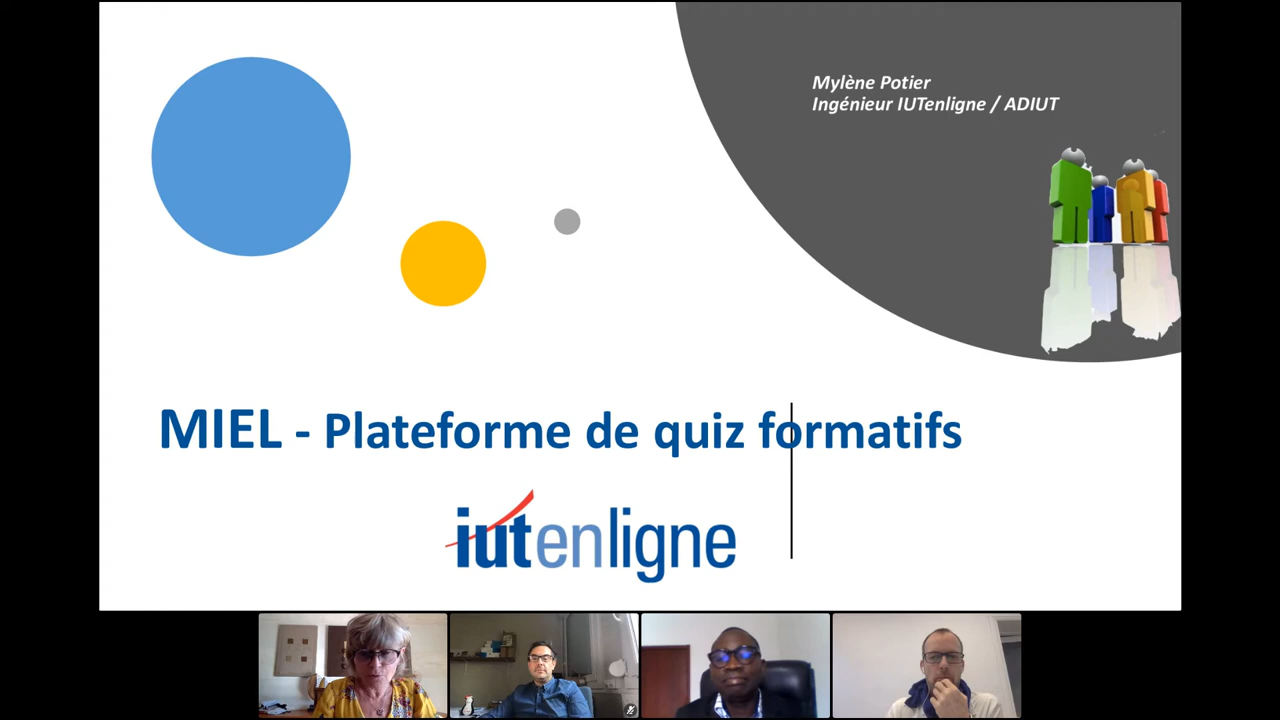 Mylène Potier
Ingénieur IUTenligne / ADIUT
MIEL - Plateforme de quiz formatifs
iutenligne